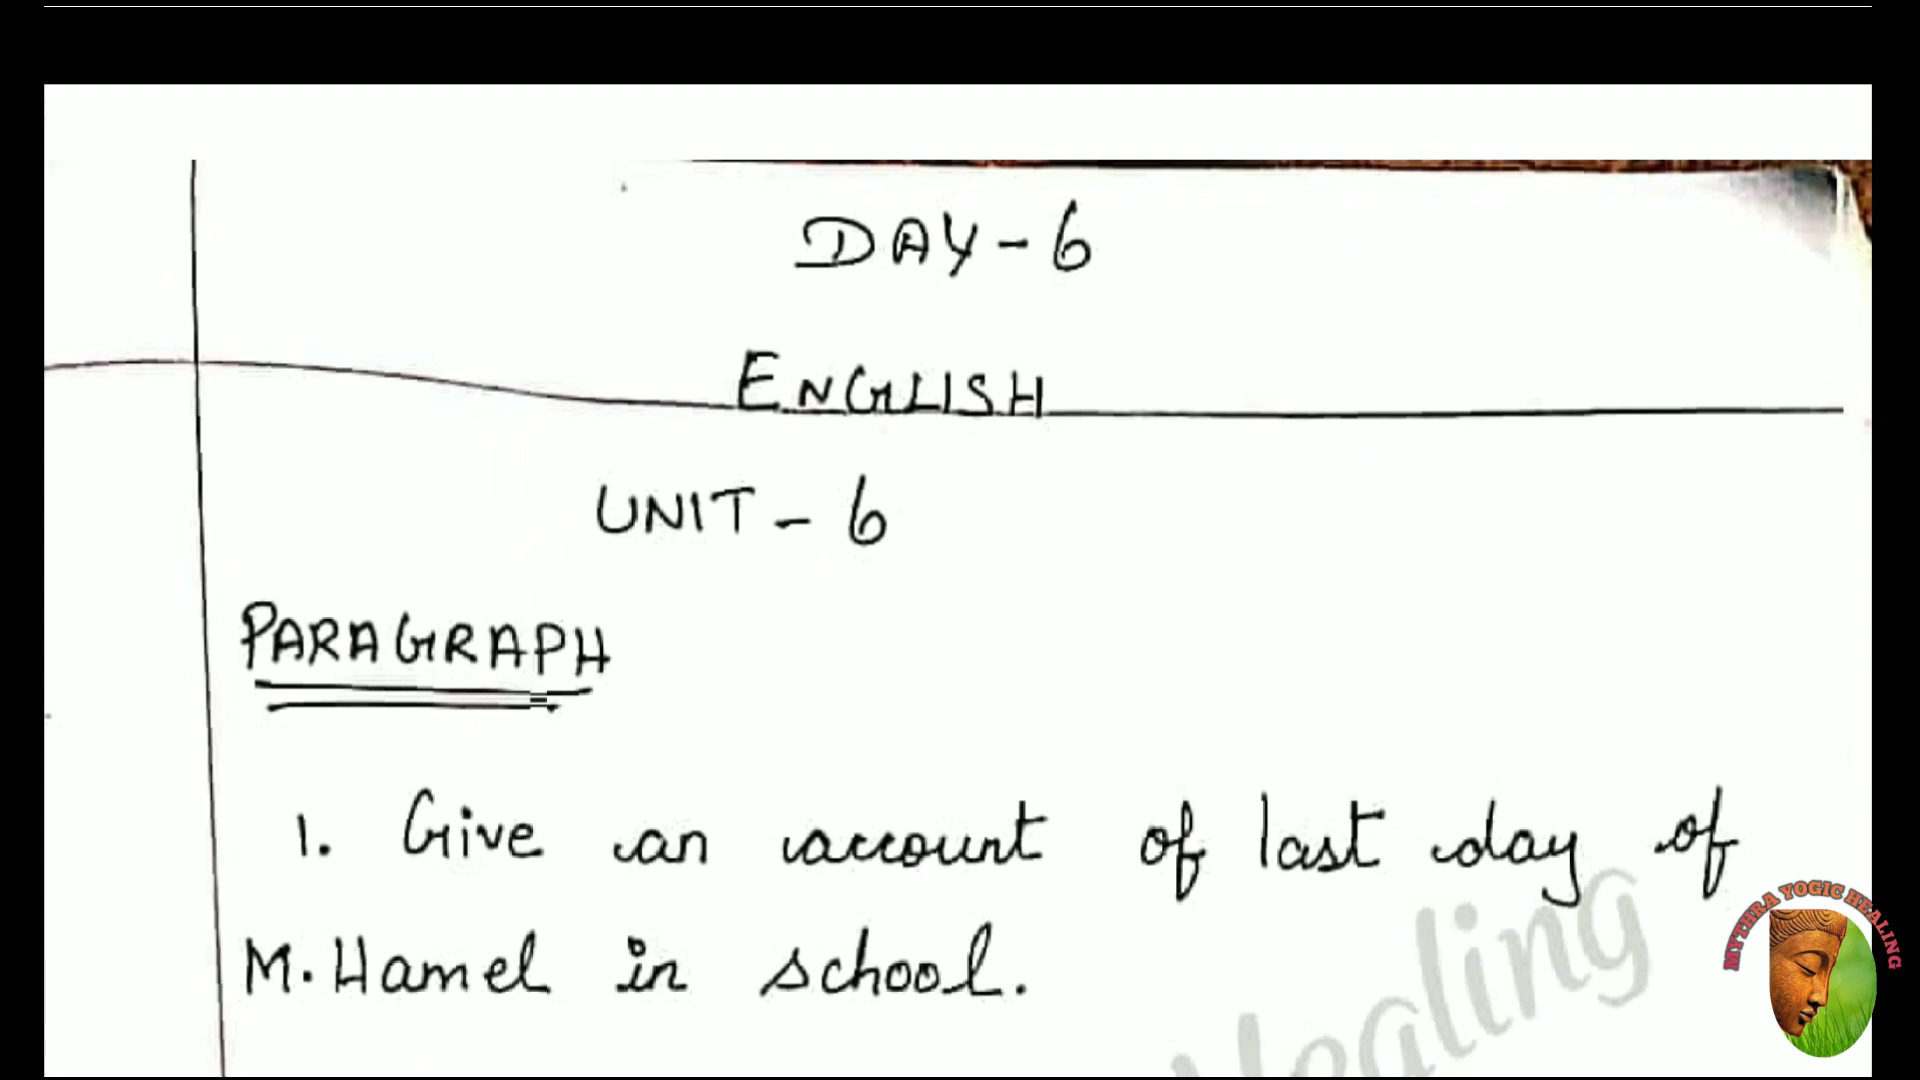 DAY-6
ENGLISH
UNIT-6
PARAGRAPH
1. Give an account of last day of
M.Hamel in school.
Healing
MYTHRA YOGIC HEALING